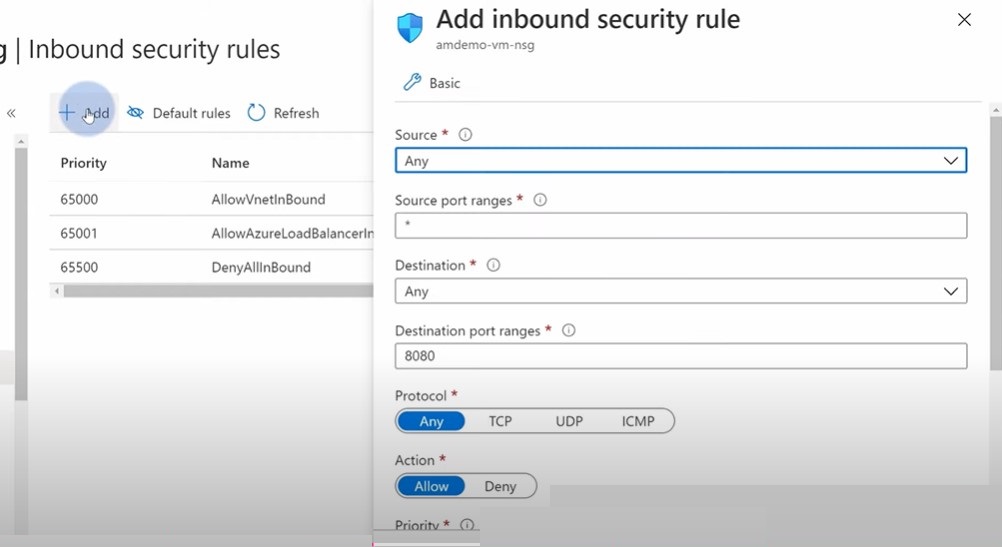 g | Inbound security rules
«
+ Add
Default rules
Refresh
Priority
Name
65000
AllowVnetInBound
65001
AllowAzureLoadBalancerIn
65500
DenyAllInBound
Add inbound security rule
amdemo-vm-nsg
Basic
Source *
Any
Source port ranges *
*
Destination *
Any
Destination port ranges *
8080
Protocol *
Any
TCP
UDP
ICMP
Action *
Allow
Deny
Priority *